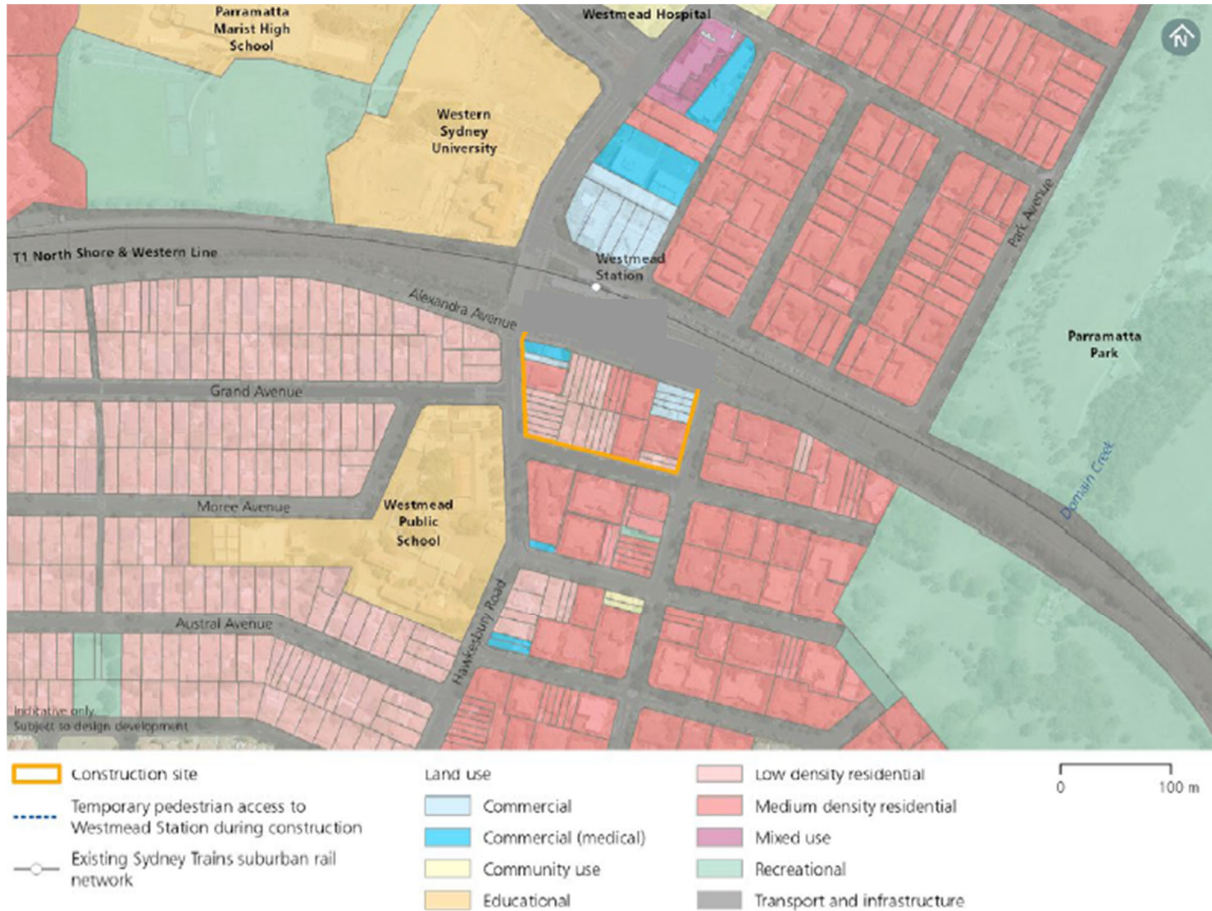 Parramatta
Marist High
School
Westmead Hospital
N
Western
Sydney
University
Park Avenue
T1 North Shore & Western Line
Westmead
Station
Alexandra Avenue
Parramatta
Park
Grand Avenue
Domain Creek
Moree Avenue
Westmead
Public
School
Hawkesbury Road
Austral Avenue
Indicative only
Subject to design development
Construction site
Temporary pedestrian access to
Westmead Station during construction
Existing Sydney Trains suburban rail
network
Land use
Commercial
Commercial (medical)
Community use
Educational
Low density residential
Medium density residential
Mixed use
Recreational
Transport and infrastructure
0 100 m